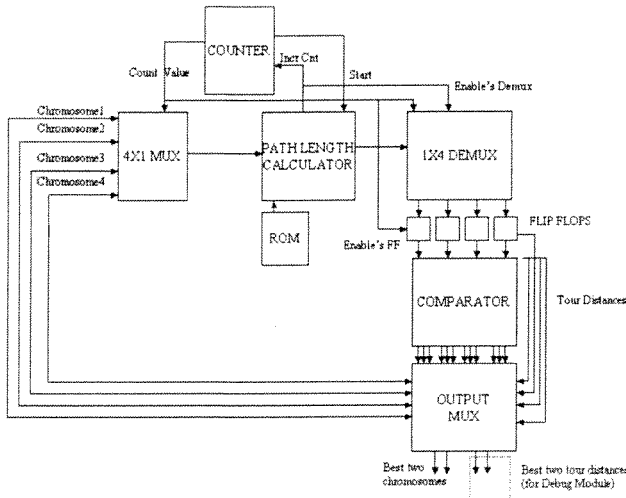 COUNTER
Incr Cnt
Count Value
Start
Enable's Demux
Chromosome1
Chromosome2
Chromosome3
Chromosome4
4X1 MUX
PATH LENGTH
CALCULATOR
1X4 DEMUX
ROM
FLIP FLOPS
Enable's FF
COMPARATOR
Tour Distances
OUTPUT
MUX
Best two
chromosomes
Best two tour distances
(for Debug Module)